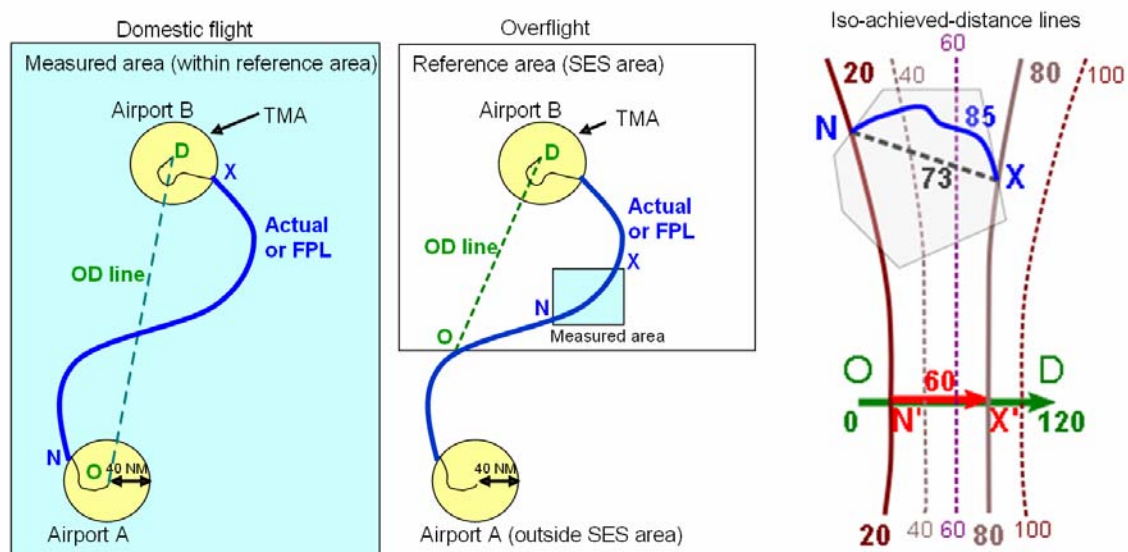 Domestic flight
Measured area (within reference area)
Airport B
TMA
D
X
Actual
or FPL
OD line
N
O
40 NM
Airport A
Overflight
Reference area (SES area)
Airport B
TMA
D
Actual
or FPL
OD line
X
N
O
Measured area
40 NM
Airport A (outside SES area)
Iso-achieved-distance lines
60
20
40
80
100
N
85
73
X
O
60
D
0
N'
X'
120
20
40
60
80
100